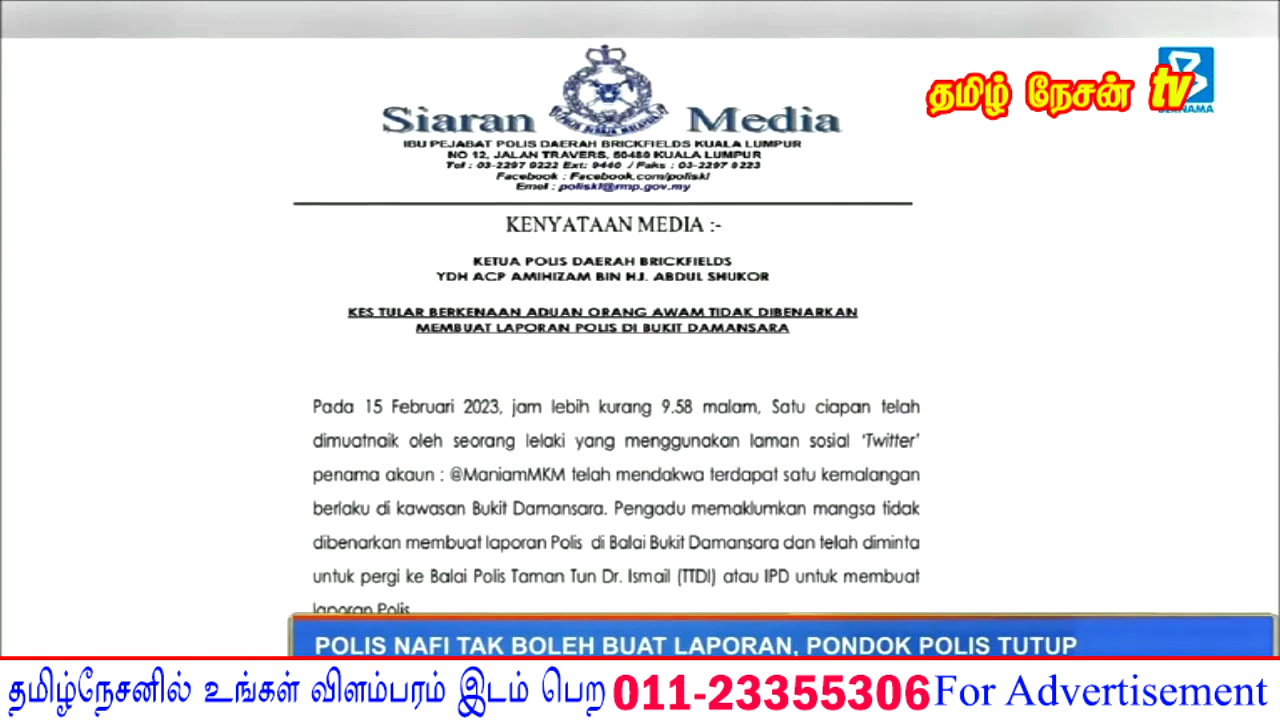 தமிழ் நேசன் tv
BERNAMA
Siaran Media
IBU PEJABAT POLIS DAERAH BRICKFIELDS KUALA LUMPUR
NO 12, JALAN TRAVERS, 50480 KUALA LUMPUR
Tel : 03-2297 9222 Ext: 9440 / Faks : 03-2297 9223
Facebook : Facebook.com/poliskl
Emel : poliskl@rmp.gov.my
KENYATAAN MEDIA :-
KETUA POLIS DAERAH BRICKFIELDS
YDH ACP AMIHIZAM BIN HJ. ABDUL SHUKOR
KES TULAR BERKENAAN ADUAN ORANG AWAM TIDAK DIBENARKAN
MEMBUAT LAPORAN POLIS DI BUKIT DAMANSARA
Pada 15 Februari 2023, jam lebih kurang 9.58 malam, Satu ciapan telah
dimuatnaik oleh seorang lelaki yang menggunakan laman sosial ‘Twitter’
penama akaun : @ManiamMKM telah mendakwa terdapat satu kemalangan
berlaku di kawasan Bukit Damansara. Pengadu memaklumkan mangsa tidak
dibenarkan membuat laporan Polis di Balai Bukit Damansara dan telah diminta
untuk pergi ke Balai Polis Taman Tun Dr. Ismail (TTDI) atau IPD untuk membuat
laporan Polis
POLIS NAFI TAK BOLEH BUAT LAPORAN, PONDOK POLIS TUTUP
தமிழ்நேசனில் உங்கள் விளம்பரம் இடம் பெற 011-23355306 For Advertisement